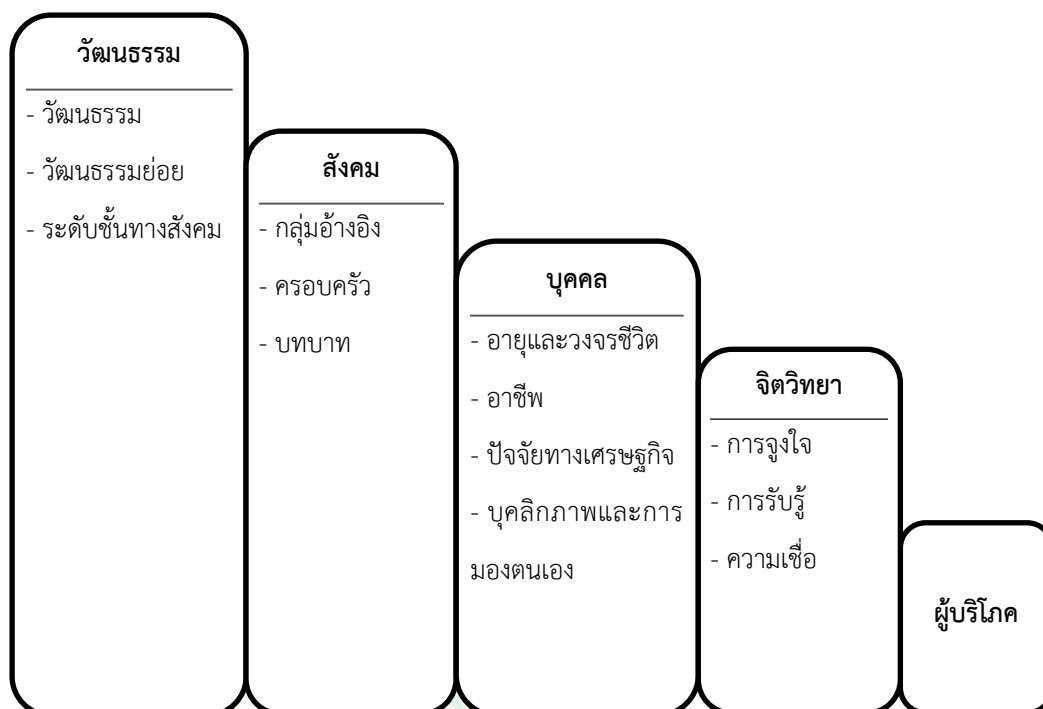 วัฒนธรรม
- วัฒนธรรม
- วัฒนธรรมย่อย
- ระดับชั้นทางสังคม
สังคม
- กลุ่มอ้างอิง
- ครอบครัว
- บทบาท
บุคคล
- อายุและวงจรชีวิต
- อาชีพ
- ปัจจัยทางเศรษฐกิจ
- บุคลิกภาพและการ
มองตนเอง
จิตวิทยา
- การจูงใจ
- การรับรู้
- ความเชื่อ
ผู้บริโภค